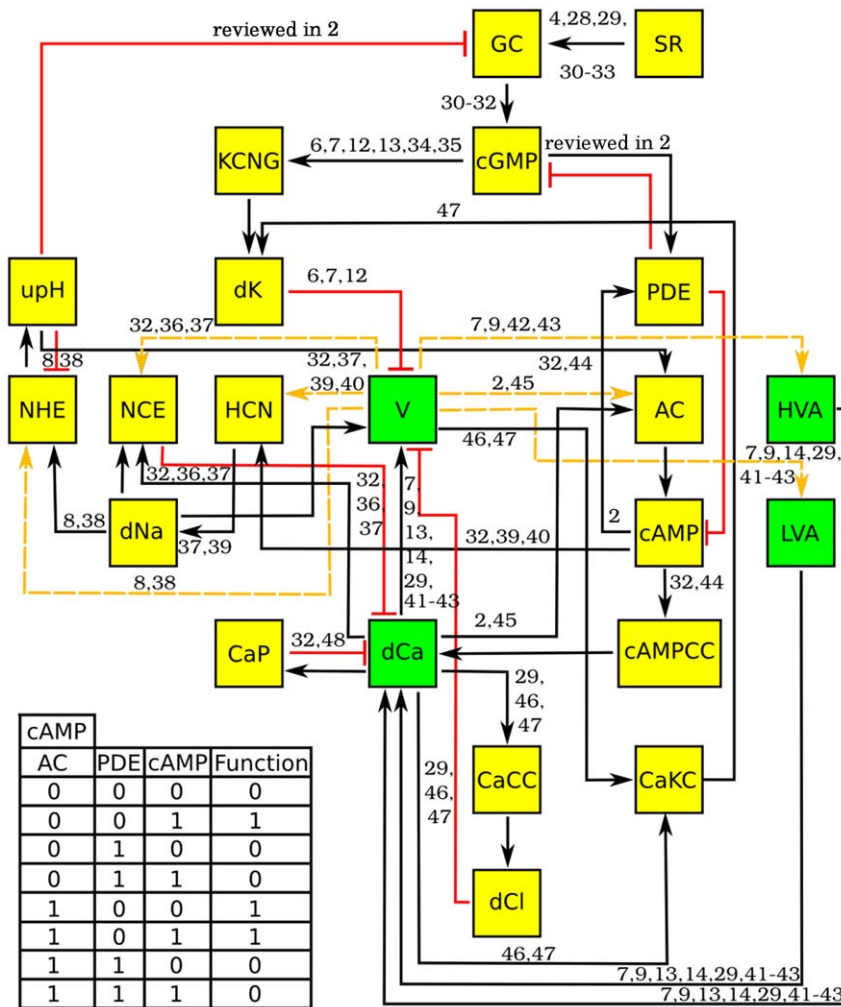 reviewed in 2
4,28,29,
GC
SR
30-33
30-32
KCNG
6,7,12,13,34,35
cGMP
reviewed in 2
47
upH
dK
6,7,12
PDE
32,36,37
7,9,42,43
8,38
32,37,
39,40
32,44
2,45
NHE
NCE
HCN
V
AC
HVA
46,47
7,9,14,29,
41-43
32,36,37
32,
36,
37
7,
9,
13,
14,
29,
41-43
8,38
dNa
37,39
32,39,40
2
cAMP
LVA
8,38
32,44
2,45
CaP
32,48
dCa
cAMPCC
29,
46,
47
29,
46,
47
CaCC
CaKC
dCl
46,47
7,9,13,14,29,41-43
7,9,13,14,29,41-43
cAMP
AC PDE cAMP Function
0 0 0 0
0 0 1 1
0 1 0 0
0 1 1 0
1 0 0 1
1 0 1 1
1 1 0 0
1 1 1 0